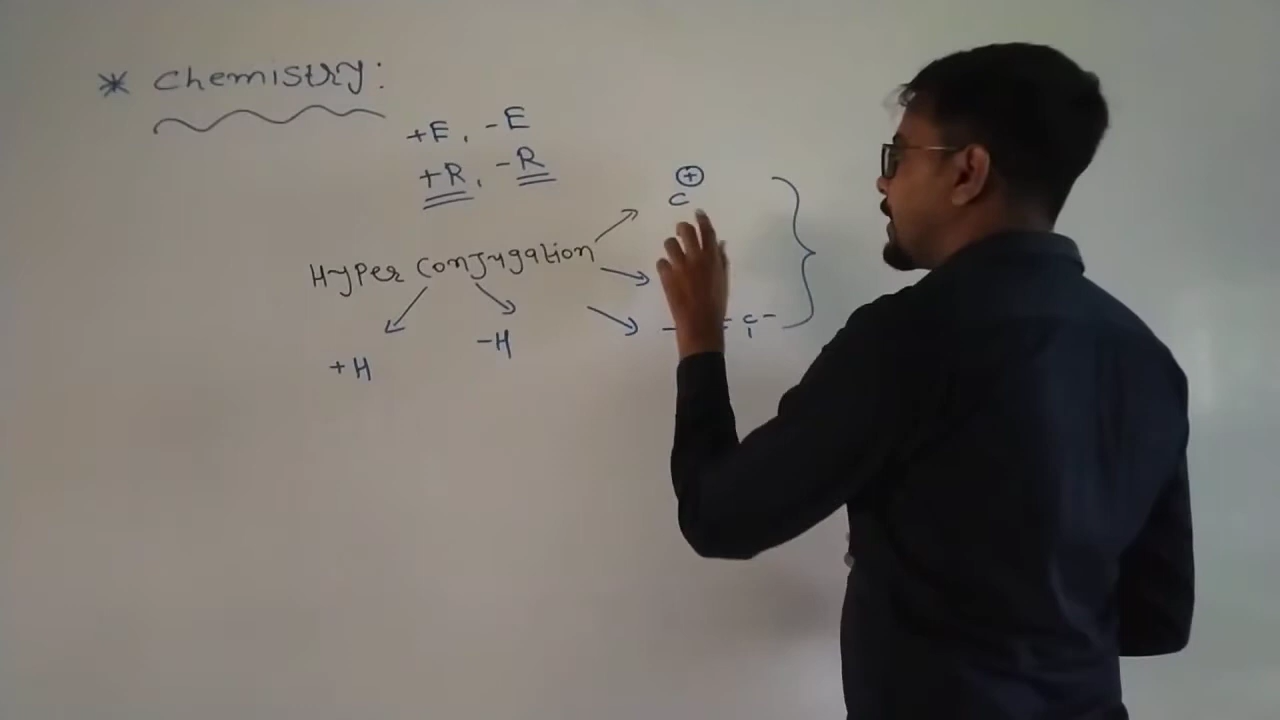 * Chemistry:
+E, -E
+R, -R
⊕
C
Hyper Conjugation
- C -
+H
-H